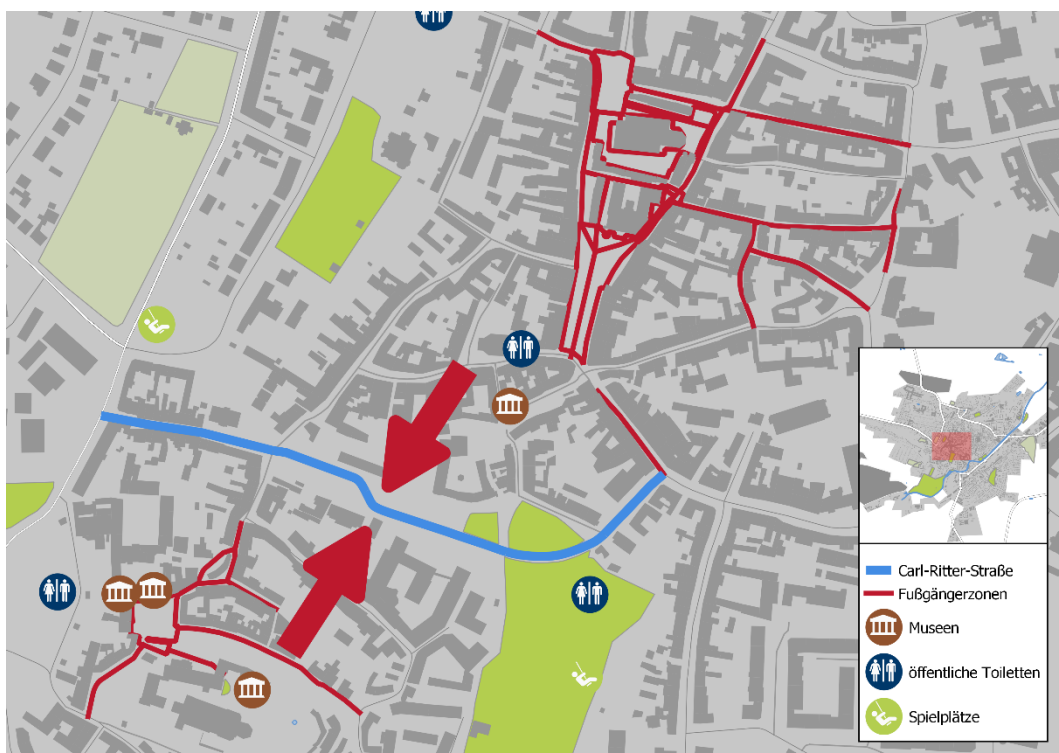 Carl-Ritter-Straße
Fußgängerzonen
Museen
öffentliche Toiletten
Spielplätze